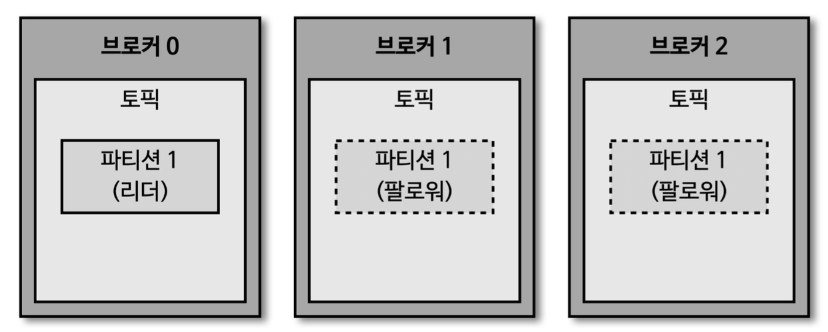 브로커 0
토픽
파티션 1
(리더)
브로커 1
토픽
파티션 1
(팔로워)
브로커 2
토픽
파티션 1
(팔로워)